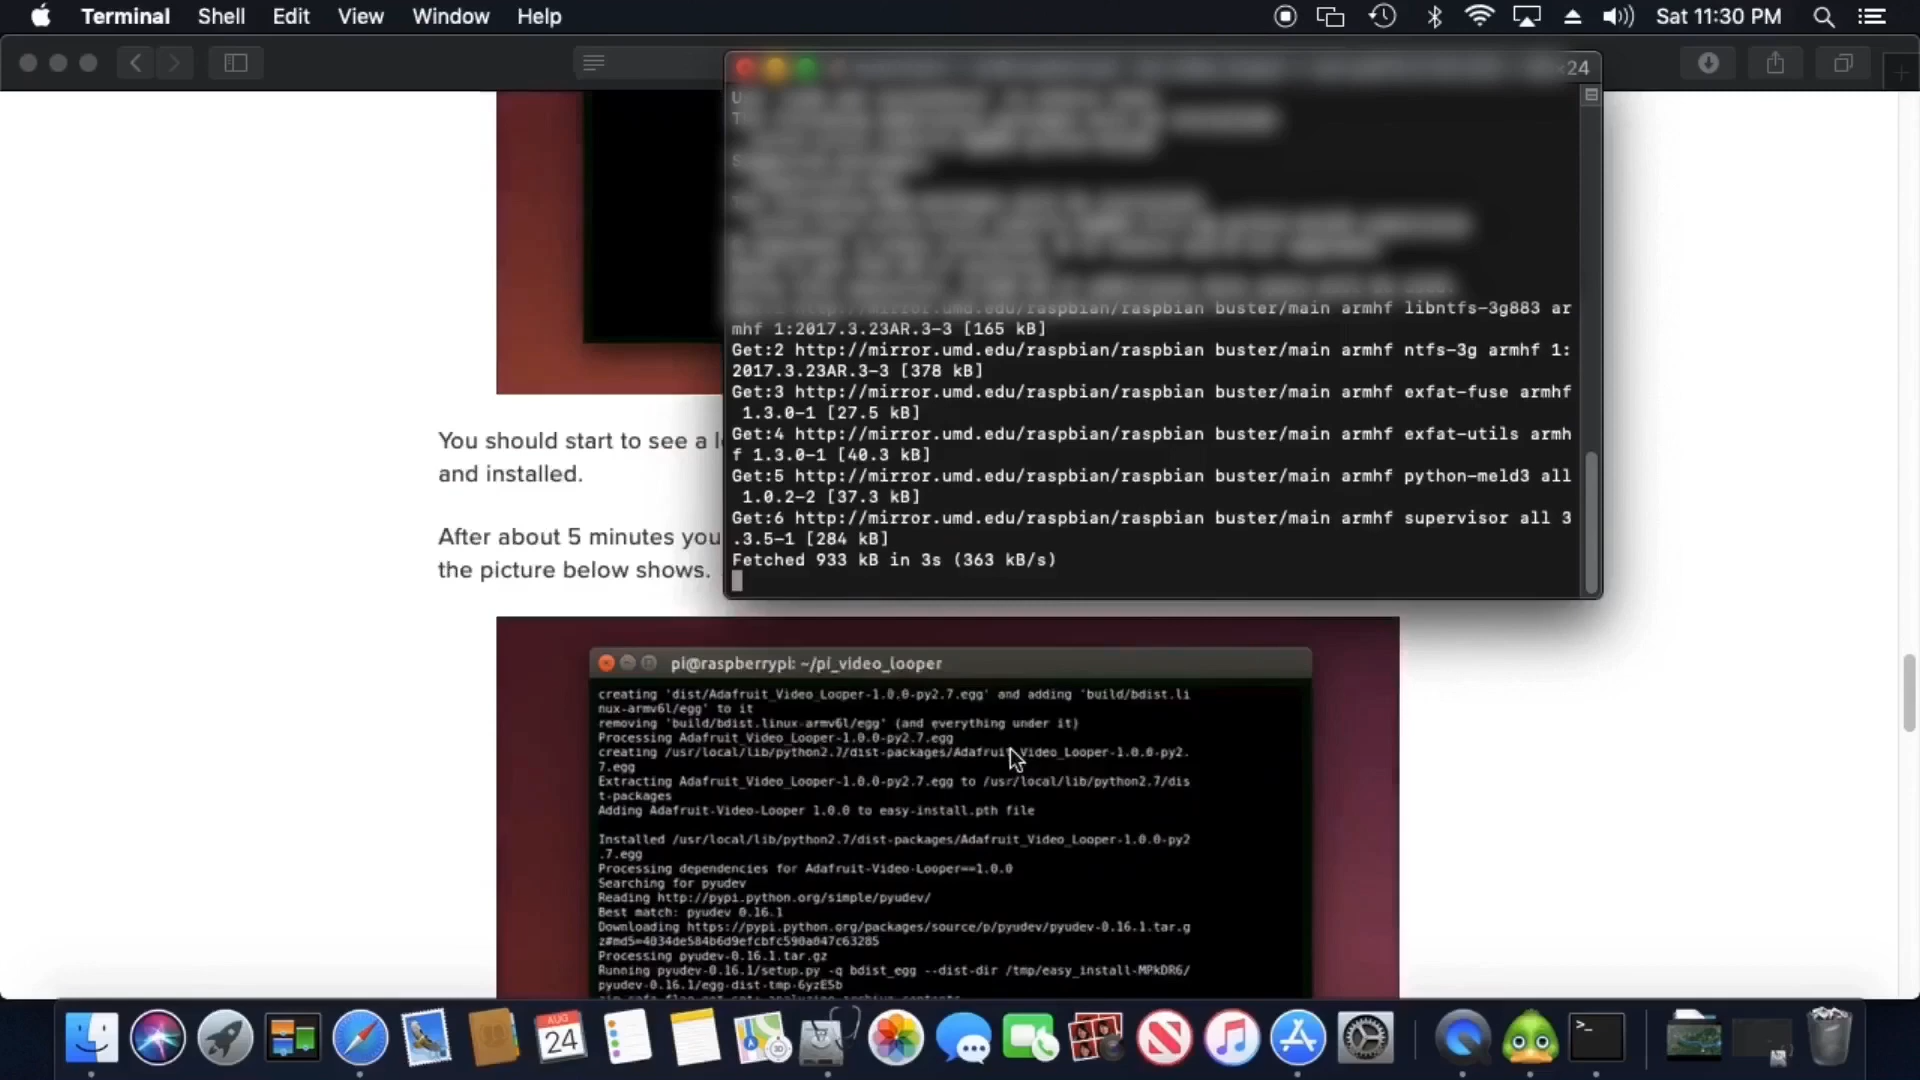 Terminal Shell Edit View Window Help Sat 11:30 PM
24
raspbian/raspbian buster/main armhf libntfs-3g883 ar
mhf 1:2017.3.23AR.3-3 [165 kB]
Get:2 http://mirror.umd.edu/raspbian/raspbian buster/main armhf ntfs-3g armhf 1:
2017.3.23AR.3-3 [378 kB]
Get:3 http://mirror.umd.edu/raspbian/raspbian buster/main armhf exfat-fuse armhf
1.3.0-1 [27.5 kB]
Get:4 http://mirror.umd.edu/raspbian/raspbian buster/main armhf exfat-utils armh
f 1.3.0-1 [40.3 kB]
Get:5 http://mirror.umd.edu/raspbian/raspbian buster/main armhf python-meld3 all
1.0.2-2 [37.3 kB]
Get:6 http://mirror.umd.edu/raspbian/raspbian buster/main armhf supervisor all 3
.3.5-1 [284 kB]
Fetched 933 kB in 3s (363 kB/s)
You should start to see a l
and installed.
After about 5 minutes you
the picture below shows.
pi@raspberrypi: ~/pi_video_looper
creating 'dist/Adafruit_Video_Looper-1.0.0-py2.7.egg' and adding 'build/bdist.li
nux-armv6l/egg' to it
removing 'build/bdist.linux-armv6l/egg' (and everything under it)
Processing Adafruit_Video_Looper-1.0.0-py2.7.egg
creating /usr/local/lib/python2.7/dist-packages/Adafruit_Video_Looper-1.0.0-py2.
7.egg
Extracting Adafruit_Video_Looper-1.0.0-py2.7.egg to /usr/local/lib/python2.7/dis
t-packages
Adding Adafruit-Video-Looper 1.0.0 to easy-install.pth file
Installed /usr/local/lib/python2.7/dist-packages/Adafruit_Video_Looper-1.0.0-py2
.7.egg
Processing dependencies for Adafruit-Video-Looper==1.0.0
Searching for pyudev
Reading http://pypi.python.org/simple/pyudev/
Best match: pyudev 0.16.1
Downloading https://pypi.python.org/packages/source/p/pyudev/pyudev-0.16.1.tar.g
z#md5=4034de584b6d9efcbfc590a047c63285
Processing pyudev-0.16.1.tar.gz
Running pyudev-0.16.1/setup.py -q bdist_egg --dist-dir /tmp/easy_install-MPkDR6/
pyudev-0.16.1/egg-dist-tmp-6yzE5b
AUG
24